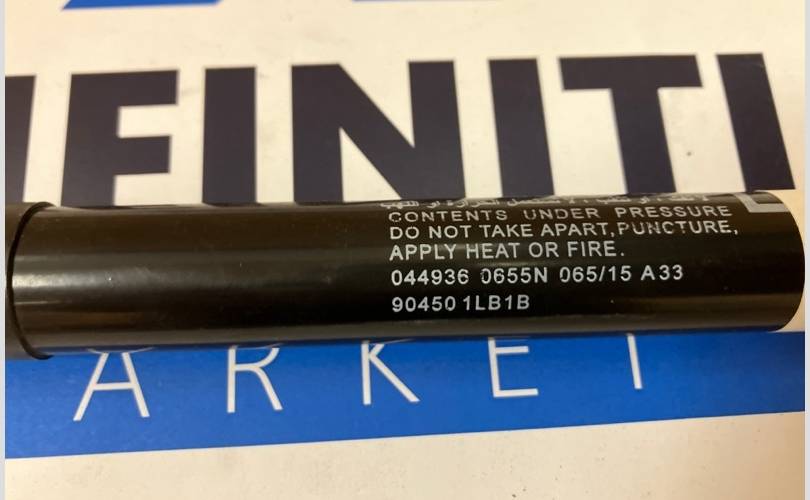 FINITI
CONTENTS UNDER PRESSURE
DO NOT TAKE APART,PUNCTURE,
APPLY HEAT OR FIRE.
044936 0655N 065/15 A33
90450 1LB1B
ARKET